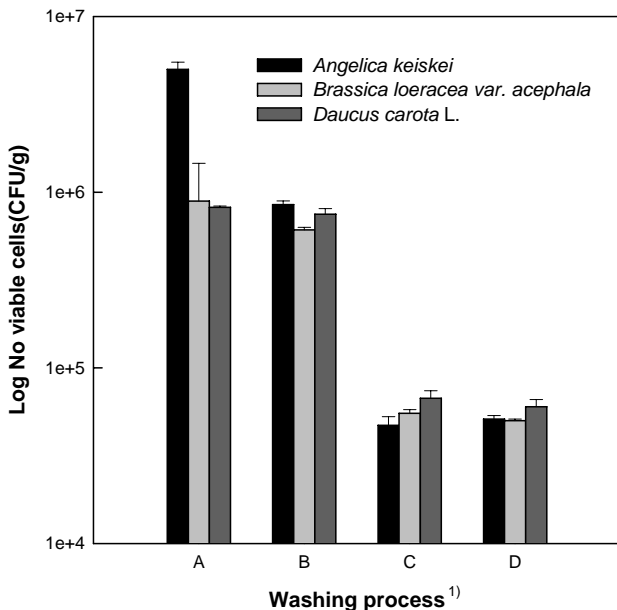 1e+7
Angelica keiskei
Brassica loeracea var. acephala
Daucus carota L.
1e+6
Log No viable cells(CFU/g)
1e+5
1e+4
A B C D
Washing process 1)